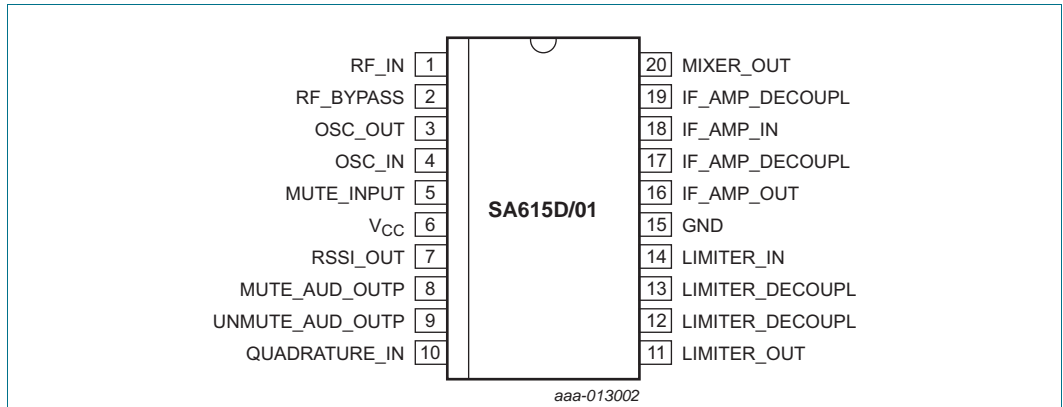 RF_IN 1
RF_BYPASS 2
OSC_OUT 3
OSC_IN 4
MUTE_INPUT 5
VCC 6
RSSI_OUT 7
MUTE_AUD_OUTP 8
UNMUTE_AUD_OUTP 9
QUADRATURE_IN 10
SA615D/01
20 MIXER_OUT
19 IF_AMP_DECOUPL
18 IF_AMP_IN
17 IF_AMP_DECOUPL
16 IF_AMP_OUT
15 GND
14 LIMITER_IN
13 LIMITER_DECOUPL
12 LIMITER_DECOUPL
11 LIMITER_OUT
aaa-013002